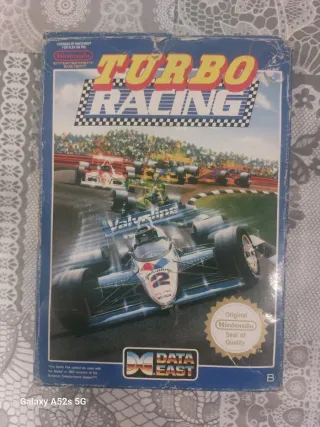 Nintendo
TURBO
RACING
Valvoline
2
Original
Nintendo
Seal of
Quality
DATA
EAST
B
Galaxy A52s 5G